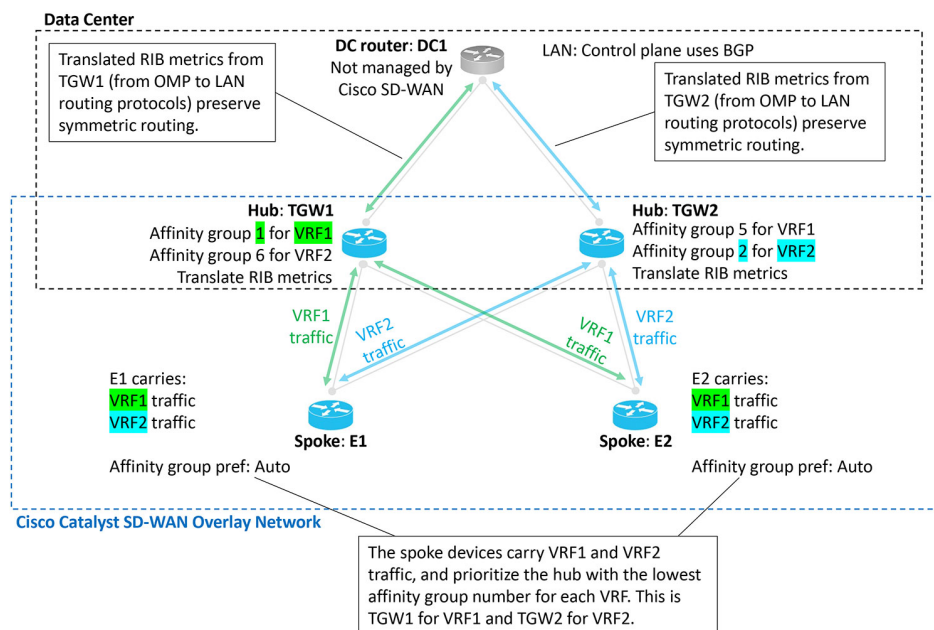 Data Center
Translated RIB metrics from
TGW1 (from OMP to LAN
routing protocols) preserve
symmetric routing.
DC router: DC1
Not managed by
Cisco SD-WAN
LAN: Control plane uses BGP
Translated RIB metrics from
TGW2 (from OMP to LAN
routing protocols) preserve
symmetric routing.
Hub: TGW1
Affinity group 1 for VRF1
Affinity group 6 for VRF2
Translate RIB metrics
Hub: TGW2
Affinity group 5 for VRF1
Affinity group 2 for VRF2
Translate RIB metrics
VRF1
traffic
VRF2
traffic
VRF1
traffic
VRF2
traffic
E1 carries:
VRF1 traffic
VRF2 traffic
Affinity group pref: Auto
Spoke: E1
Spoke: E2
E2 carries:
VRF1 traffic
VRF2 traffic
Affinity group pref: Auto
Cisco Catalyst SD-WAN Overlay Network
The spoke devices carry VRF1 and VRF2
traffic, and prioritize the hub with the lowest
affinity group number for each VRF. This is
TGW1 for VRF1 and TGW2 for VRF2.